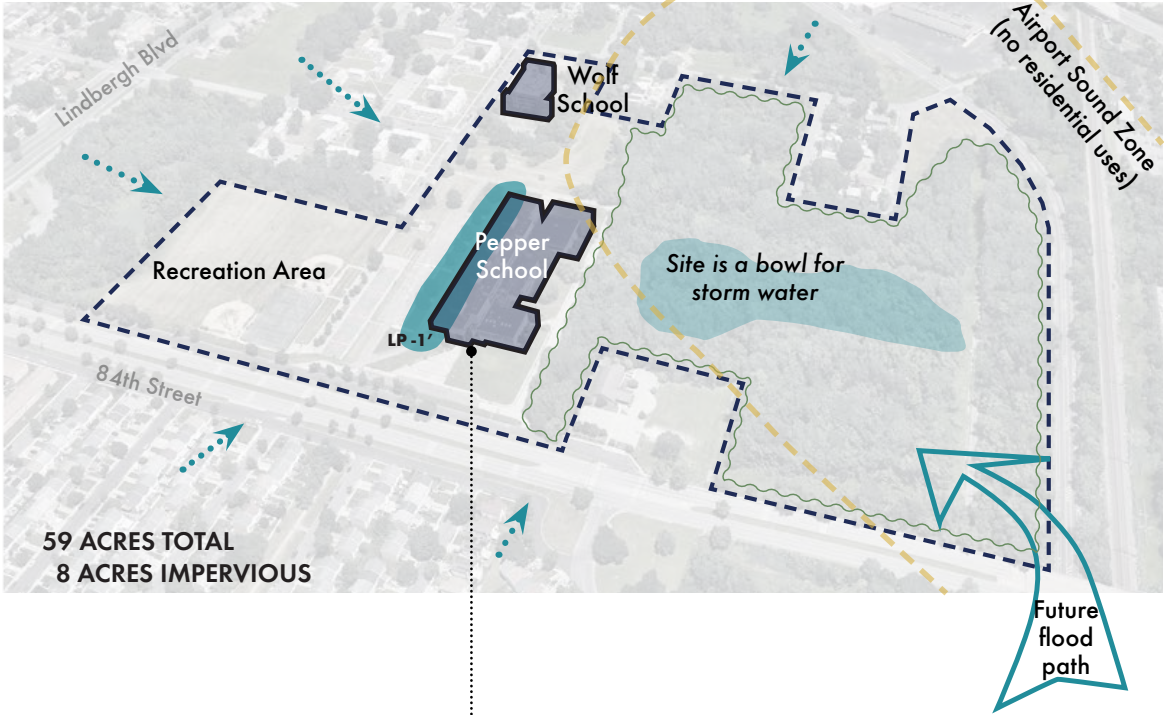 Lindbergh Blvd
Wolf
School
Airport Sound Zone
(no residential uses)
Pepper
School
Recreation Area
Site is a bowl for
storm water
LP -1’
84th Street
59 ACRES TOTAL
8 ACRES IMPERVIOUS
Future
flood
path